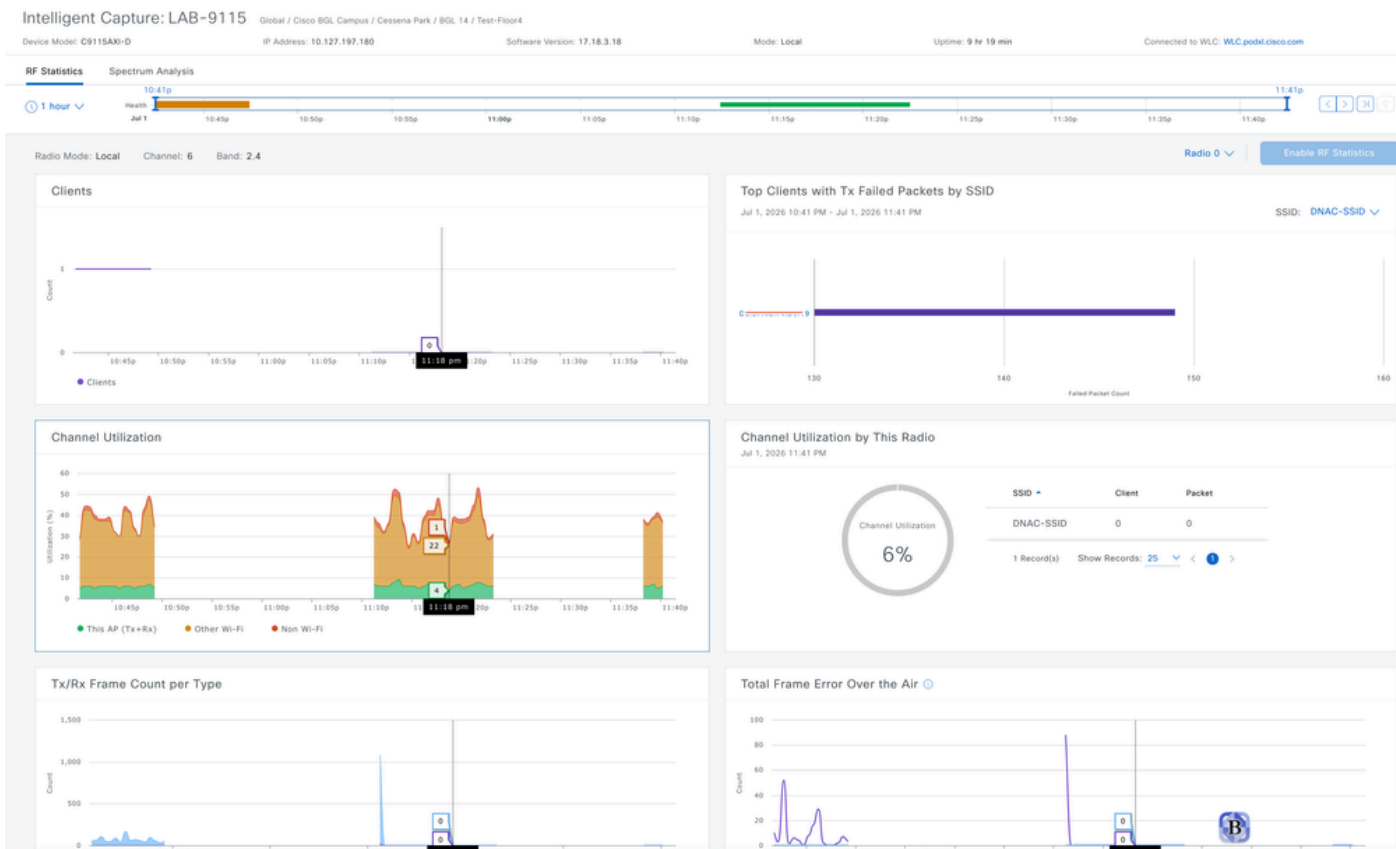 Intelligent Capture: LAB-9115 Global / Cisco BGL Campus / Cessena Park / BGL 14 / Test-Floor4
Device Model: C9115AXI-D IP Address: 10.127.197.180 Software Version: 17.18.3.18 Mode: Local Uptime: 9 hr 19 min Connected to WLC: WLC.podxl.cisco.com
RF Statistics Spectrum Analysis
10:41p 11:41p
1 hour Health
Jul 1 10:45p 10:50p 10:55p 11:00p 11:05p 11:10p 11:15p 11:20p 11:25p 11:30p 11:35p 11:40p
Radio Mode: Local Channel: 6 Band: 2.4 Radio 0 Enable RF Statistics
Clients
1
Count
0
0
10:45p 10:50p 10:55p 11:00p 11:05p 11:10p 11:18 pm :20p 11:25p 11:30p 11:35p 11:40p
Clients
Top Clients with Tx Failed Packets by SSID
Jul 1, 2026 10:41 PM - Jul 1, 2026 11:41 PM SSID: DNAC-SSID
130 140 150 160
Failed Packet Count
Channel Utilization
60
50
40
30
20
10
0
Utilization (%)
1
22
4
10:45p 10:50p 10:55p 11:00p 11:05p 11:10p 11 11:18 pm 20p 11:25p 11:30p 11:35p 11:40p
This AP (Tx+Rx) Other Wi-Fi Non Wi-Fi
Channel Utilization by This Radio
Jul 1, 2026 11:41 PM
Channel Utilization
6%
SSID Client Packet
DNAC-SSID 0 0
1 Record(s) Show Records: 25 1
Tx/Rx Frame Count per Type
1,500
1,000
500
0
Count
0
0
Total Frame Error Over the Air
100
80
60
40
20
0
Count
0
0
B